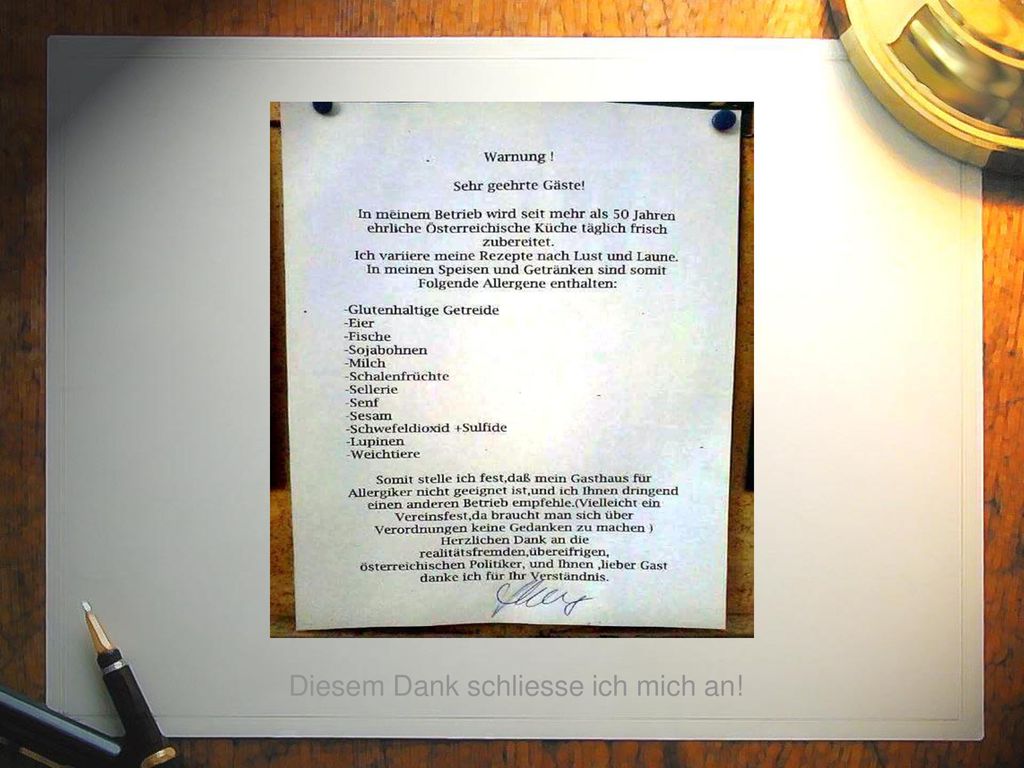 Warnung !
Sehr geehrte Gäste!
In meinem Betrieb wird seit mehr als 50 Jahren
ehrliche Österreichische Küche täglich frisch
zubereitet.
Ich variiere meine Rezepte nach Lust und Laune.
In meinen Speisen und Getränken sind somit
Folgende Allergene enthalten:
-Glutenhaltige Getreide
-Eier
-Fische
-Sojabohnen
-Milch
-Schalenfrüchte
-Sellerie
-Senf
-Sesam
-Schwefeldioxid +Sulfide
-Lupinen
-Weichtiere
Somit stelle ich fest,daß mein Gasthaus für
Allergiker nicht geeignet ist,und ich Ihnen dringend
einen anderen Betrieb empfehle.(Vielleicht ein
Vereinsfest,da braucht man sich über
Verordnungen keine Gedanken zu machen )
Herzlichen Dank an die
realitätsfremden,übereifrigen,
österreichischen Politiker, und Ihnen ,lieber Gast
danke ich für Ihr Verständnis.
Diesem Dank schliesse ich mich an!